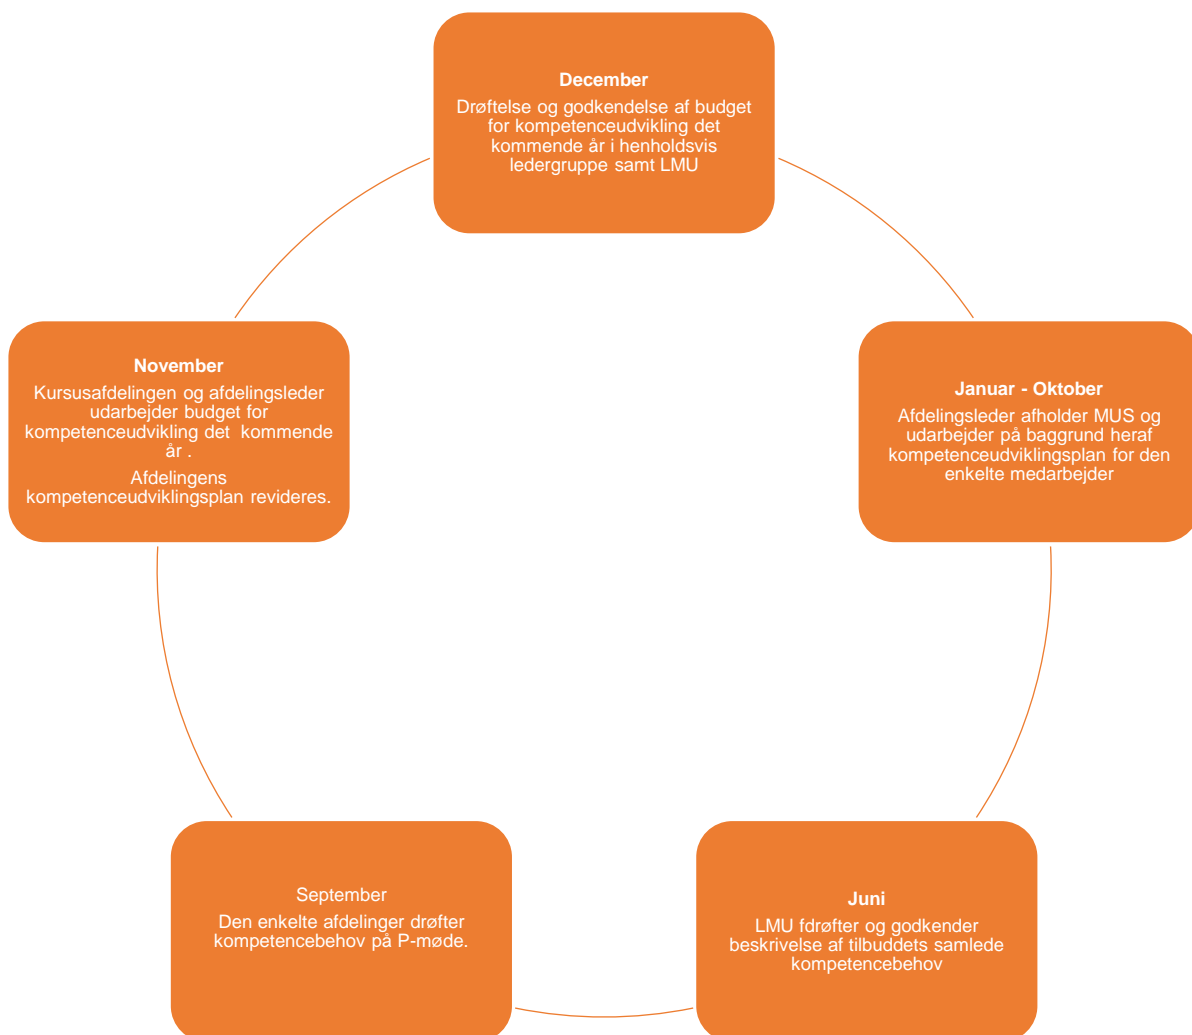 December
Drøftelse og godkendelse af budget
for kompetenceudvikling det
kommende år i henholdsvis
ledergruppe samt LMU
Januar - Oktober
Afdelingsleder afholder MUS og
udarbejder på baggrund heraf
kompetenceudviklingsplan for den
enkelte medarbejder
Juni
LMU fdrøfter og godkender
beskrivelse af tilbuddets samlede
kompetencebehov
September
Den enkelte afdelinger drøfter
kompetencebehov på P-møde.
November
Kursusafdelingen og afdelingsleder
udarbejder budget for
kompetenceudvikling det  kommende
år .
Afdelingens
kompetenceudviklingsplan revideres.